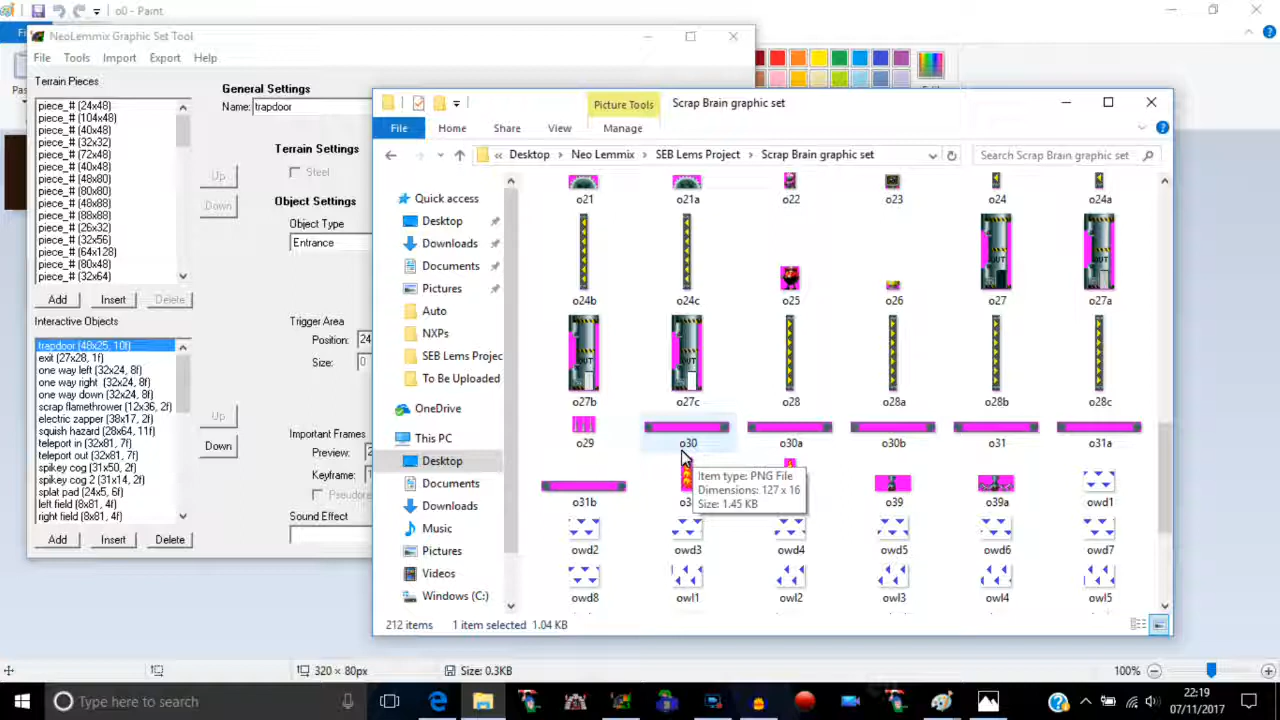 o0 - Paint
NeoLemmix Graphic Set Tool
File Tools Import Export Help
Terrain Pieces
piece_# (24x48)
piece_# (104x48)
piece_# (40x48)
piece_# (32x32)
piece_# (72x48)
piece_# (40x48)
piece_# (48x80)
piece_# (80x80)
piece_# (48x80)
piece_# (88x88)
piece_# (26x32)
piece_# (32x56)
piece_# (64x128)
piece_# (80x48)
piece_# (32x64)
Add Insert Delete
Up
Down
General Settings
Name: trapdoor
Terrain Settings
Steel
Object Settings
Object Type
Entrance
Interactive Objects
trapdoor (48x25, 10f)
exit (27x28, 1f)
one way left (32x24, 8f)
one way right (32x24, 8f)
one way down (32x24, 8f)
scrap flamethrower (12x36, 2f)
electric zapper (38x17, 2f)
squish hazard (28x64, 11f)
teleport in (32x81, 7f)
teleport out (32x81, 7f)
spikey cog (31x50, 2f)
spikey cog 2 (31x14, 2f)
splat pad (24x5, 6f)
left field (8x81, 4f)
right field (8x81, 4f)
Add Insert Delete
Up
Down
Trigger Area
Position: 24
Size: 0
Important Frames
Preview:
Keyframe:
Pistoned
Sound Effect
Picture Tools
Scrap Brain graphic set
File Home Share View Manage
« Desktop Neo Lemmix SEB Lems Project Scrap Brain graphic set
Search Scrap Brain graphic set
Quick access
Desktop
Downloads
Documents
Pictures
Auto
NXPs
SEB Lems Projec
To Be Uploaded
OneDrive
This PC
Desktop
Documents
Downloads
Music
Pictures
Videos
Windows (C:)
o21 o21a o22 o23 o24 o24a
OUT OUT
o24b o24c o25 o26 o27 o27a
OUT OUT
o27b o27c o28 o28a o28b o28c
o29 o30 o30a o30b o31 o31a
Item type: PNG File
Dimensions: 127 x 16
Size: 1.45 KB
o31b o39 o39a owd1
owd2 owd3 owd4 owd5 owd6 owd7
owd8 owl1 owl2 owl3 owl4 owl5
212 items 1 item selected 1.04 KB
320 x 80px
Size: 0.3KB
100%
Type here to search
22:19
07/11/2017